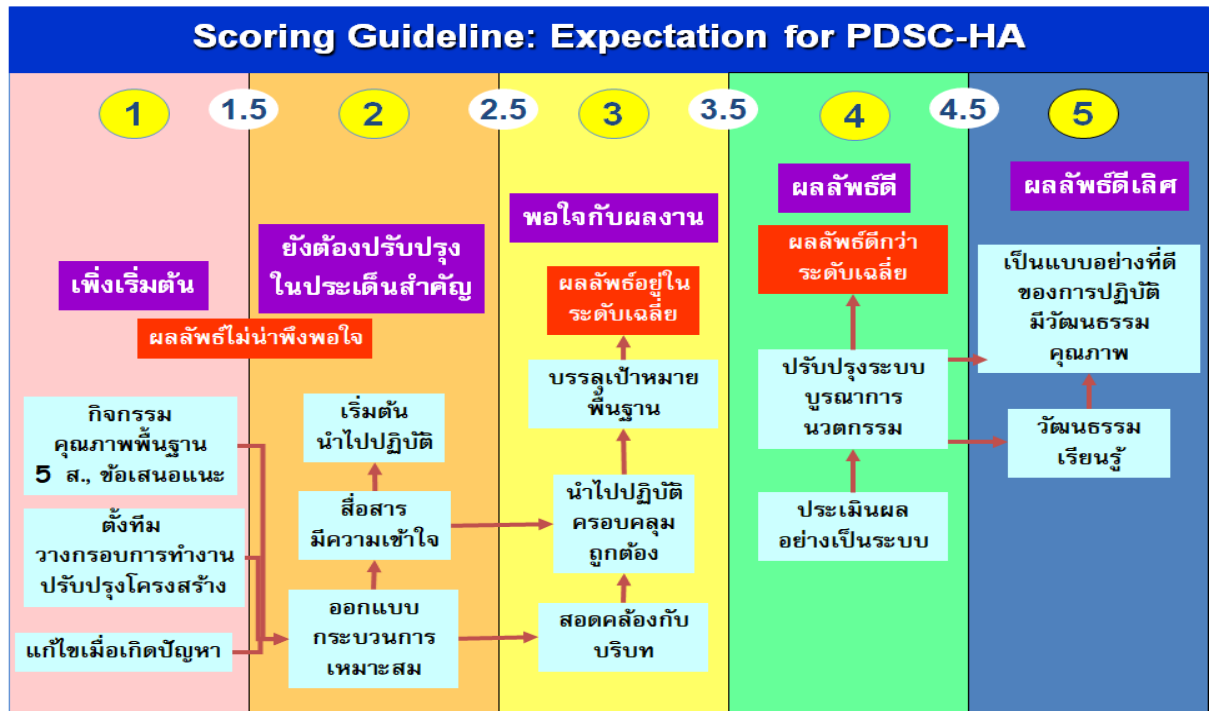 Scoring Guideline: Expectation for PDSC-HA
1
1.5
2
2.5
3
3.5
4
4.5
5
เพิ่งเริ่มต้น
ยังต้องปรับปรุง
ในประเด็นสำคัญ
ผลลัพธ์ไม่น่าพึงพอใจ
กิจกรรม
คุณภาพพื้นฐาน
5 ส., ข้อเสนอแนะ
ตั้งทีม
วางกรอบการทำงาน
ปรับปรุงโครงสร้าง
แก้ไขเมื่อเกิดปัญหา
เริ่มต้น
นำไปปฏิบัติ
สื่อสาร
มีความเข้าใจ
ออกแบบ
กระบวนการ
เหมาะสม
พอใจกับผลงาน
ผลลัพธ์อยู่ใน
ระดับเฉลี่ย
บรรลุเป้าหมาย
พื้นฐาน
นำไปปฏิบัติ
ครอบคลุม
ถูกต้อง
สอดคล้องกับ
บริบท
ผลลัพธ์ดี
ผลลัพธ์ดีกว่า
ระดับเฉลี่ย
ปรับปรุงระบบ
บูรณาการ
นวตกรรม
ประเมินผล
อย่างเป็นระบบ
ผลลัพธ์ดีเลิศ
เป็นแบบอย่างที่ดี
ของการปฏิบัติ
มีวัฒนธรรม
คุณภาพ
วัฒนธรรม
เรียนรู้